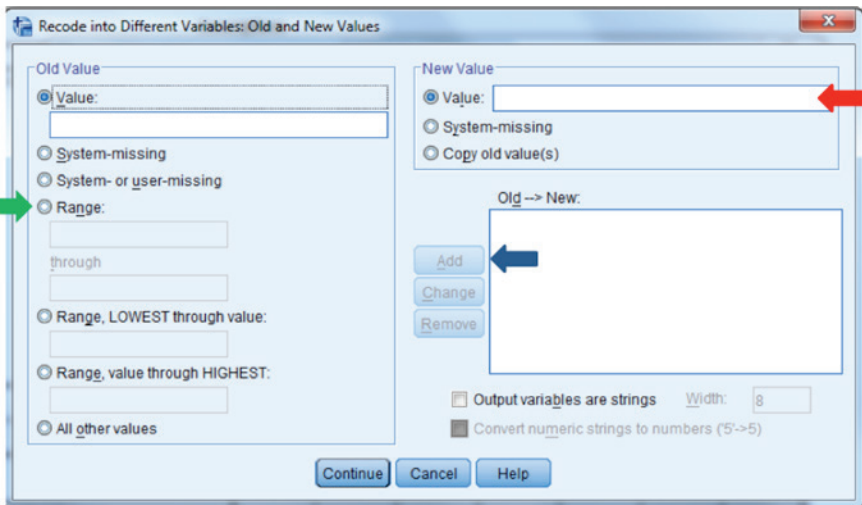 Recode into Different Variables: Old and New Values
Old Value
Value:
System-missing
System- or user-missing
Range:
through
Range, LOWEST through value:
Range, value through HIGHEST:
All other values
New Value
Value:
System-missing
Copy old value(s)
Old --> New:
Add
Change
Remove
Output variables are strings
Width:
8
Convert numeric strings to numbers ('5'->5)
Continue
Cancel
Help